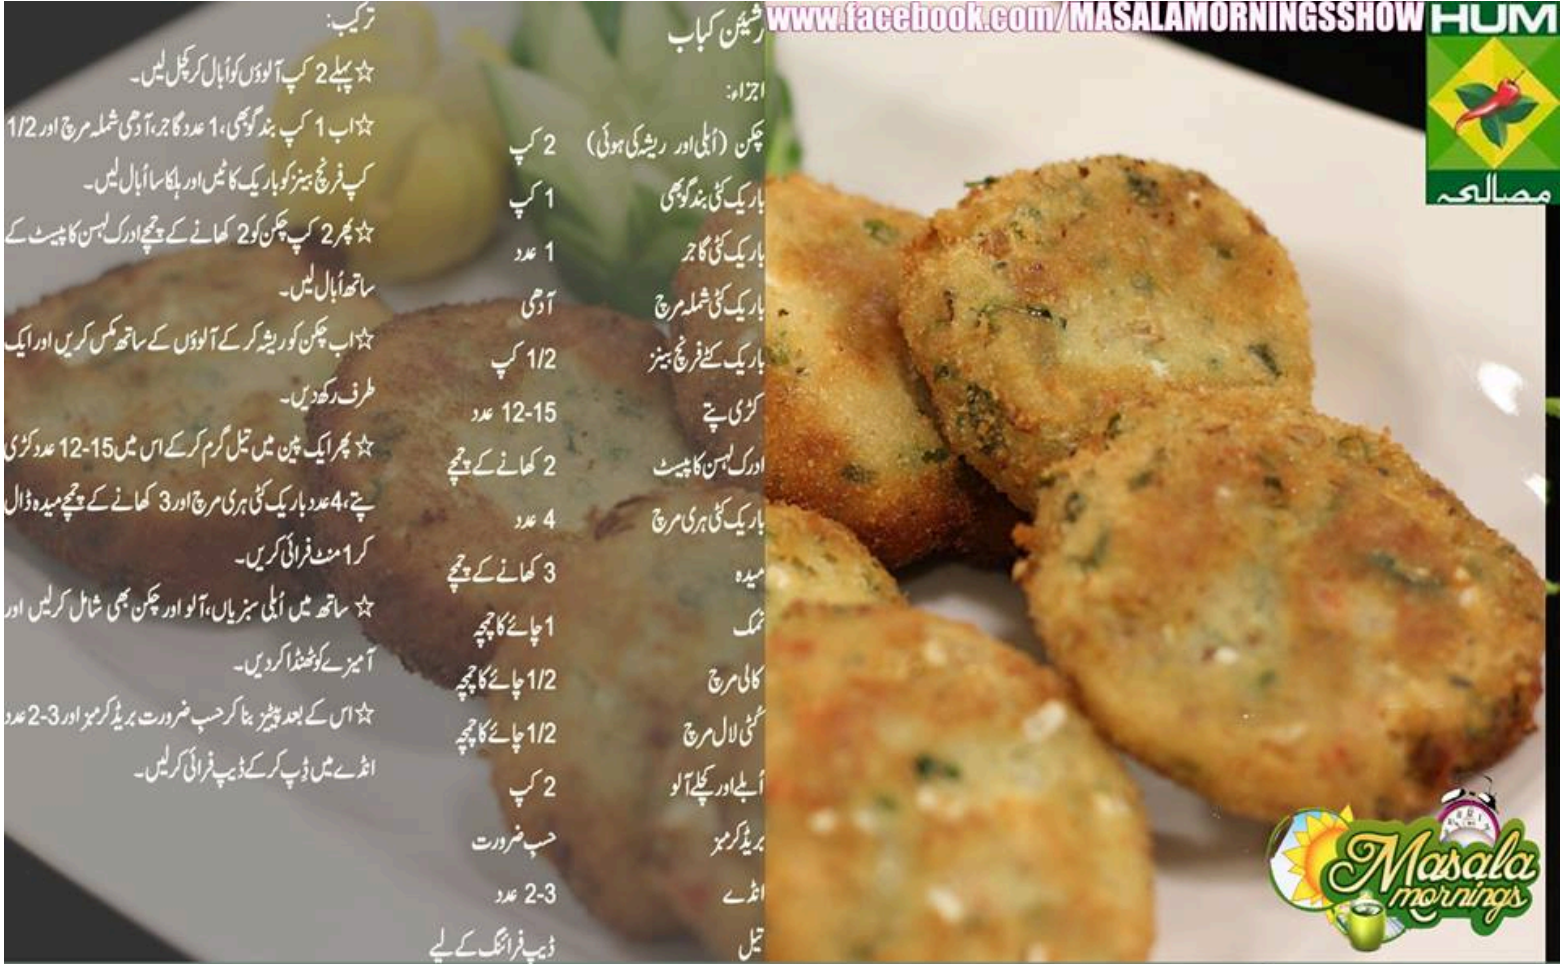 www.facebook.com/MASALAMORNINGSSHOW
HUM
مصالحہ
رشیئن کباب
اجزاء:
چکن (اُبلی اور ریشہ کی ہوئی) 2 کپ
باریک کٹی بند گوبھی 1 کپ
باریک کٹی گاجر 1 عدد
باریک کٹی شملہ مرچ آدھی
باریک کٹے فرنچ بینز 1/2 کپ
کڑی پتے 12-15 عدد
ادرک لہسن کا پیسٹ 2 کھانے کے چمچے
باریک کٹی ہری مرچ 4 عدد
میدہ 3 کھانے کے چمچے
نمک 1 چائے کا چمچہ
کالی مرچ 1/2 چائے کا چمچہ
کُٹی لال مرچ 1/2 چائے کا چمچہ
اُبلے اور کچلے آلو 2 کپ
بریڈ کرمبز حسبِ ضرورت
انڈے 2-3 عدد
تیل ڈیپ فرائنگ کے لیے
ترکیب:
☆ پہلے 2 کپ آلوؤں کو اُبال کر کچل لیں۔
☆ اب 1 کپ بند گوبھی، 1 عدد گاجر، آدھی شملہ مرچ اور 1/2
کپ فرنچ بینز کو باریک کاٹیں اور ہلکا سا اُبال لیں۔
☆ پھر 2 کپ چکن کو 2 کھانے کے چمچے ادرک لہسن کا پیسٹ کے
ساتھ اُبال لیں۔
☆ اب چکن کو ریشہ کر کے آلوؤں کے ساتھ مکس کریں اور ایک
طرف رکھ دیں۔
☆ پھر ایک پین میں تیل گرم کر کے اس میں 12-15 عدد کڑی
پتے، 4 عدد باریک کٹی ہری مرچ اور 3 کھانے کے چمچے میدہ ڈال
کر 1 منٹ فرائی کریں۔
☆ ساتھ میں اُبلی سبزیاں، آلو اور چکن بھی شامل کر لیں اور
آمیزے کو ٹھنڈا کر دیں۔
☆ اس کے بعد پیٹیز بنا کر حسبِ ضرورت بریڈ کرمبز اور 2-3 عدد
انڈے میں ڈِپ کر کے ڈیپ فرائی کر لیں۔
Masala
mornings